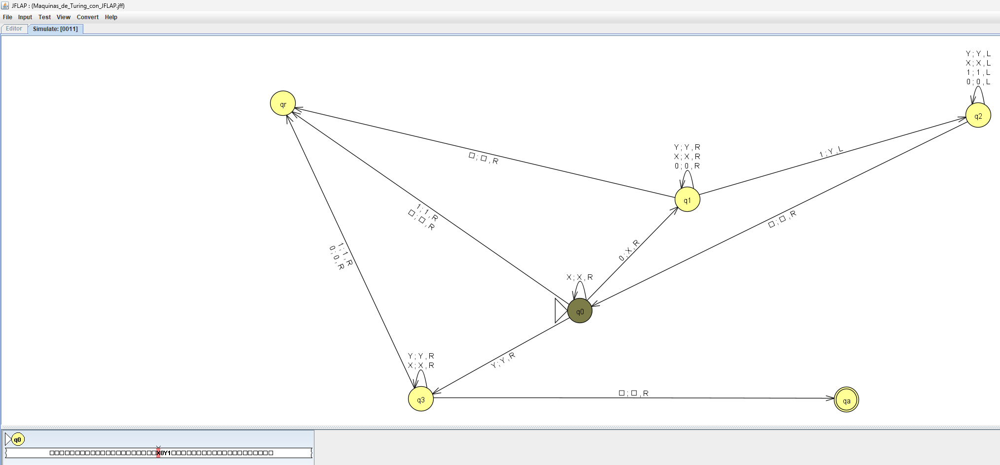 JFLAP : (Maquinas_de_Turing_con_JFLAP.jff)
File Input Test View Convert Help
Editor Simulate: [0011]
Y ; Y , L
X ; X , L
1 ; 1 , L
0 ; 0 , L
qr
q2
Y ; Y , R
X ; X , R
0 ; 0 , R
□ ; □ , R
1 ; Y , L
q1
1 ; 1 , R
□ ; □ , R
□ ; □ , R
1 ; 1 , R
0 ; 0 , R
0 ; X , R
X ; X , R
q0
Y ; Y , R
Y ; Y , R
X ; X , R
□ ; □ , R
q3
qa
q0
X0Y1